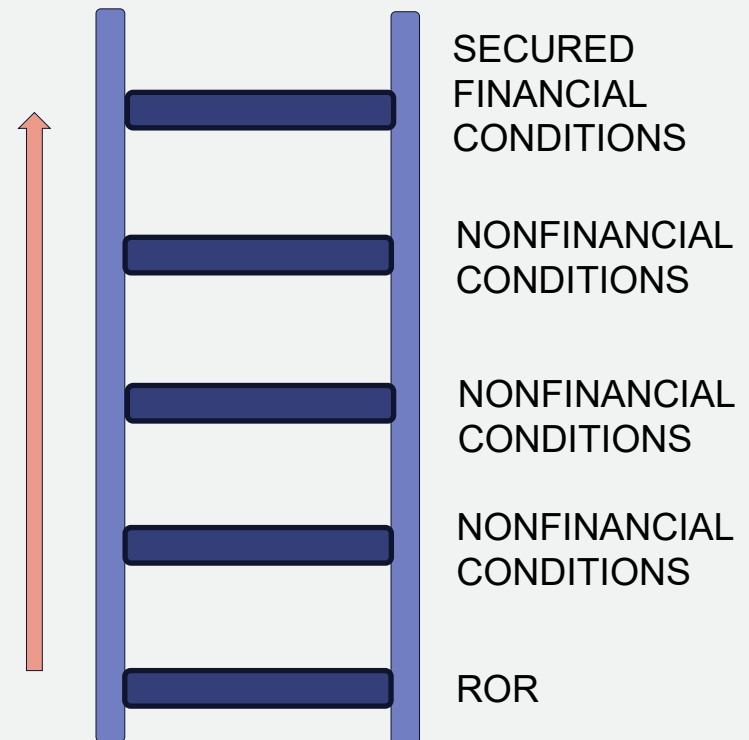 SECURED
FINANCIAL
CONDITIONS
NONFINANCIAL
CONDITIONS
NONFINANCIAL
CONDITIONS
NONFINANCIAL
CONDITIONS
ROR